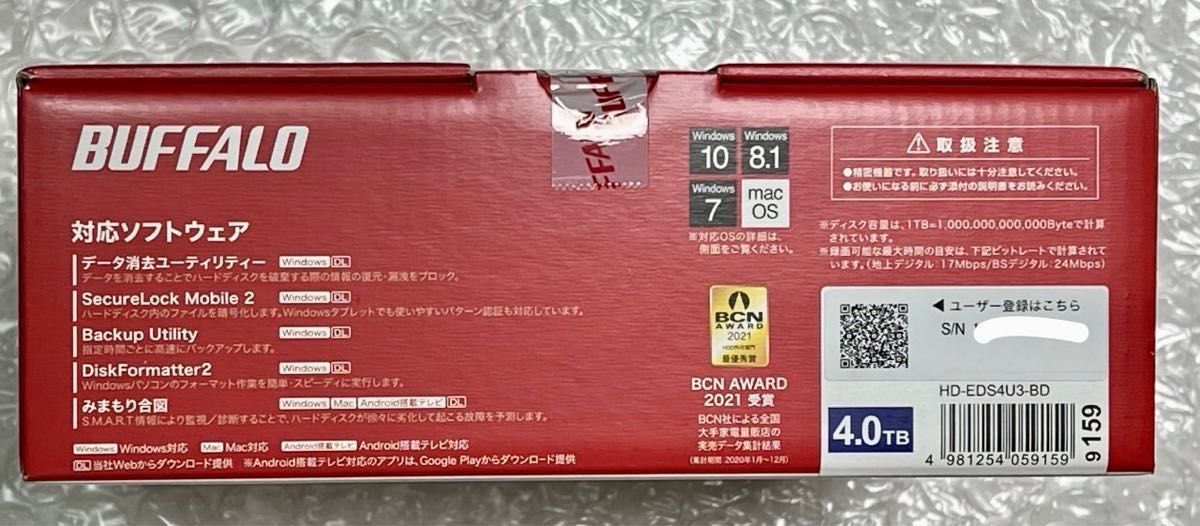 BUFFALO
対応ソフトウェア
データ消去ユーティリティー Windows DL
データを消去することでハードディスクを破棄する際の情報の復元・漏洩をブロック。
SecureLock Mobile 2 Windows DL
ハードディスク内のファイルを暗号化します。Windowsタブレットでも使いやすいパターン認証も対応しています。
Backup Utility Windows DL
指定時間ごとに高速にバックアップします。
DiskFormatter2 Windows DL
Windowsパソコンのフォーマット作業を簡単・スピーディに実行します。
みまもり合図 Windows Mac Android搭載テレビ DL
S.M.A.R.T情報により監視/診断することで、ハードディスクが徐々に劣化して起こる故障を予測します。
Windows Windows対応 Mac Mac対応 Android搭載テレビ Android搭載テレビ対応
DL 当社Webからダウンロード提供 ※Android搭載テレビ対応のアプリは、Google Playからダウンロード提供
Windows 10 Windows 8.1
Windows 7 mac OS
※対応OSの詳細は、
側面をご覧ください。
BCN
AWARD
2021
最優秀賞
BCN AWARD
2021 受賞
BCN社による全国
大手家電量販店の
実売データ集計結果
(集計期間:2020年1月~12月)
⚠取扱注意
●精密機器です。取り扱いには十分注意してください。
●お使いになる前に必ず添付の説明書をお読みください。
※ディスク容量は、1TB=1,000,000,000,000Byteで計算
されています。
※録画可能な最大時間の目安は、下記ビットレートで計算されて
います。(地上デジタル:17Mbps/BSデジタル:24Mbps)
◀ ユーザー登録はこちら
S/N
HD-EDS4U3-BD
4.0TB
4 981254 059159
9159